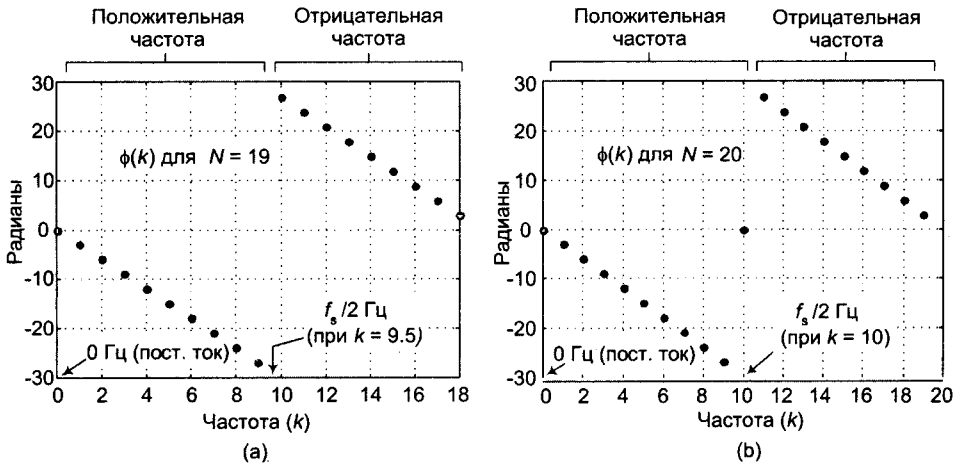 Положительная
частота
Отрицательная
частота
30
20
10
0
-10
-20
-30
Радианы
ϕ(k) для N = 19
fs/2 Гц
(при k = 9.5)
0 Гц (пост. ток)
0 2 4 6 8 10 12 14 16 18
Частота (k)
(a)
Положительная
частота
Отрицательная
частота
30
20
10
0
-10
-20
-30
Радианы
ϕ(k) для N = 20
fs/2 Гц
(при k = 10)
0 Гц (пост. ток)
0 2 4 6 8 10 12 14 16 18 20
Частота (k)
(b)